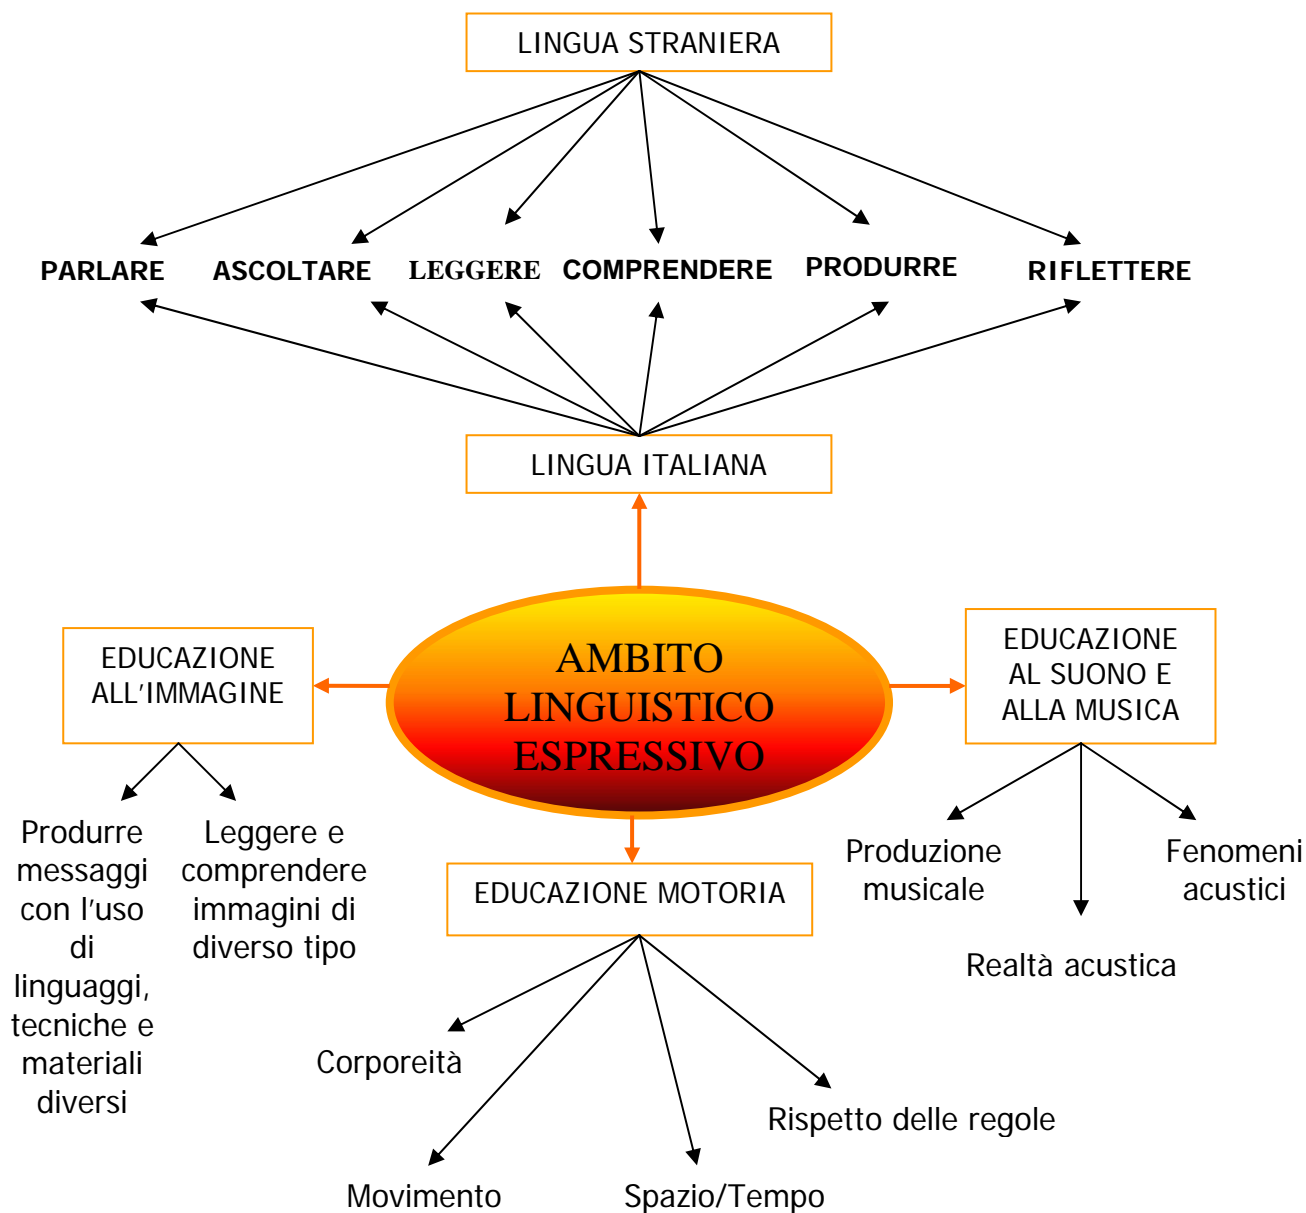 LINGUA STRANIERA
PARLARE
ASCOLTARE
LEGGERE
COMPRENDERE
PRODURRE
RIFLETTERE
LINGUA ITALIANA
AMBITO
LINGUISTICO
ESPRESSIVO
EDUCAZIONE
ALL'IMMAGINE
EDUCAZIONE
AL SUONO E
ALLA MUSICA
Produrre
messaggi
con l'uso
di
linguaggi,
tecniche e
materiali
diversi
Leggere e
comprendere
immagini di
diverso tipo
EDUCAZIONE MOTORIA
Produzione
musicale
Fenomeni
acustici
Realtà acustica
Corporeità
Rispetto delle regole
Movimento
Spazio/Tempo